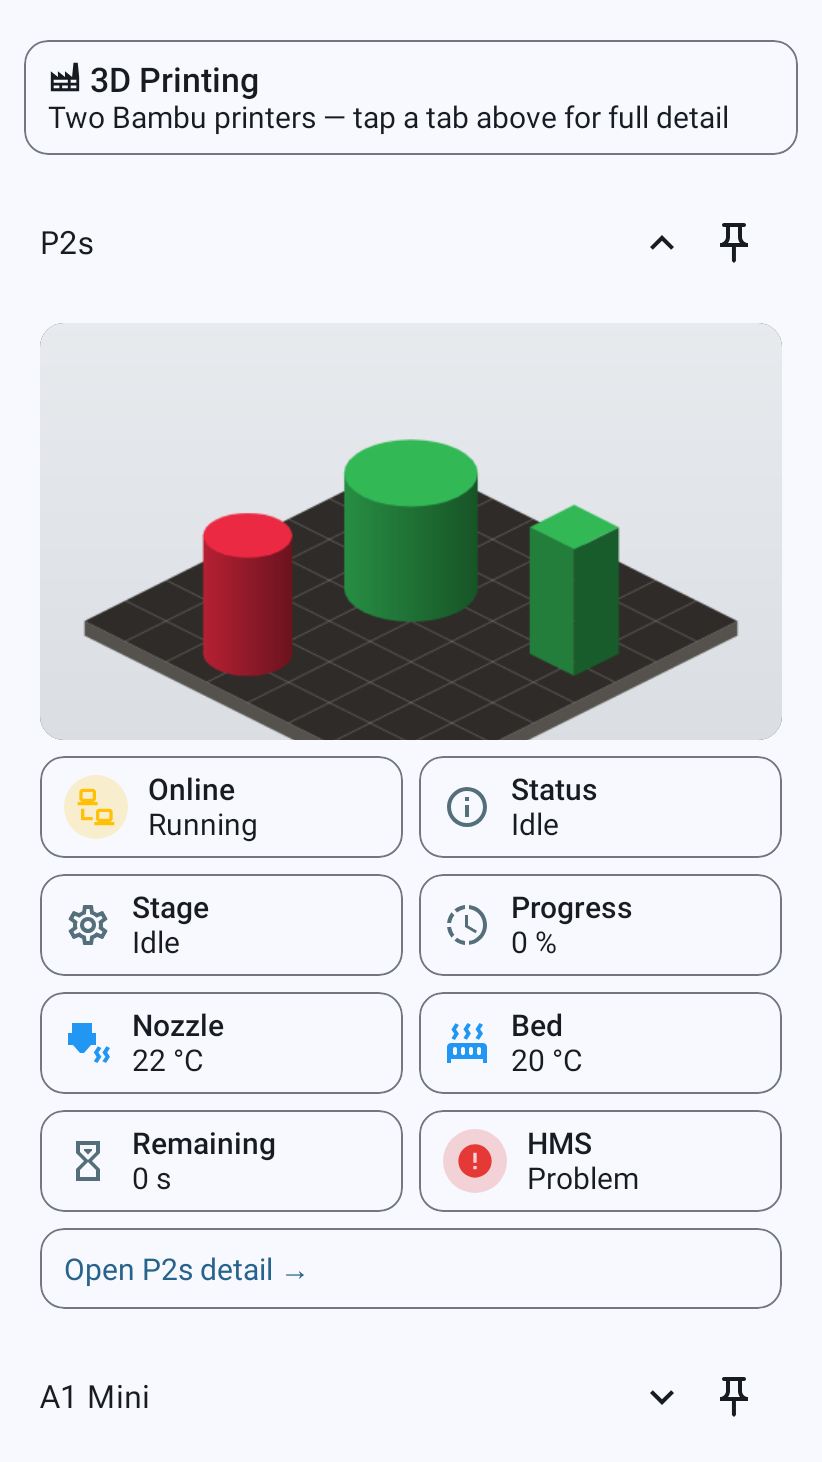 3D Printing
Two Bambu printers — tap a tab above for full detail
P2s
Online
Running
Status
Idle
Stage
Idle
Progress
0 %
Nozzle
22 °C
Bed
20 °C
Remaining
0 s
HMS
Problem
Open P2s detail →
A1 Mini